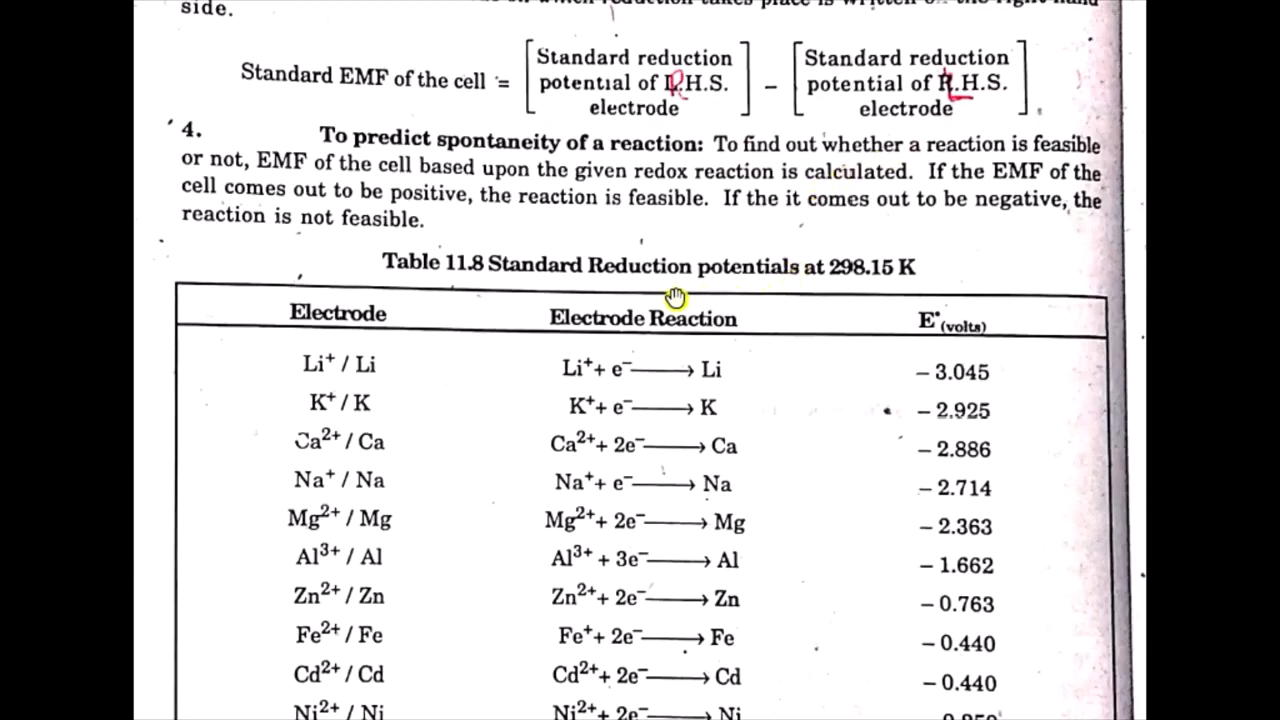 side.
Standard EMF of the cell = [Standard reduction potential of R.H.S. electrode] – [Standard reduction potential of L.H.S. electrode].
4. To predict spontaneity of a reaction: To find out whether a reaction is feasible
or not, EMF of the cell based upon the given redox reaction is calculated. If the EMF of the
cell comes out to be positive, the reaction is feasible. If the it comes out to be negative, the
reaction is not feasible.
Table 11.8 Standard Reduction potentials at 298.15 K
Electrode Electrode Reaction E°(volts)
Li⁺ / Li Li⁺ + e⁻ ⟶ Li – 3.045
K⁺ / K K⁺ + e⁻ ⟶ K – 2.925
Ca²⁺ / Ca Ca²⁺ + 2e⁻ ⟶ Ca – 2.886
Na⁺ / Na Na⁺ + e⁻ ⟶ Na – 2.714
Mg²⁺ / Mg Mg²⁺ + 2e⁻ ⟶ Mg – 2.363
Al³⁺ / Al Al³⁺ + 3e⁻ ⟶ Al – 1.662
Zn²⁺ / Zn Zn²⁺ + 2e⁻ ⟶ Zn – 0.763
Fe²⁺ / Fe Fe⁺ + 2e⁻ ⟶ Fe – 0.440
Cd²⁺ / Cd Cd²⁺ + 2e⁻ ⟶ Cd – 0.440
Ni²⁺ / Ni Ni²⁺ + 2e⁻ ⟶ Ni